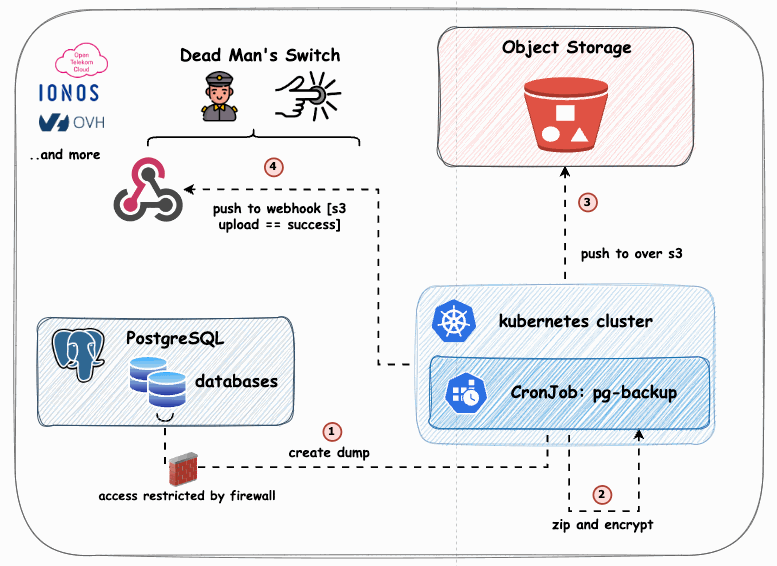 Open
Telekom
Cloud
IONOS
OVH
..and more
Dead Man's Switch
Object Storage
4
push to webhook [s3
upload == success]
3
push to over s3
kubernetes cluster
CronJob: pg-backup
PostgreSQL
databases
1
create dump
access restricted by firewall
2
zip and encrypt